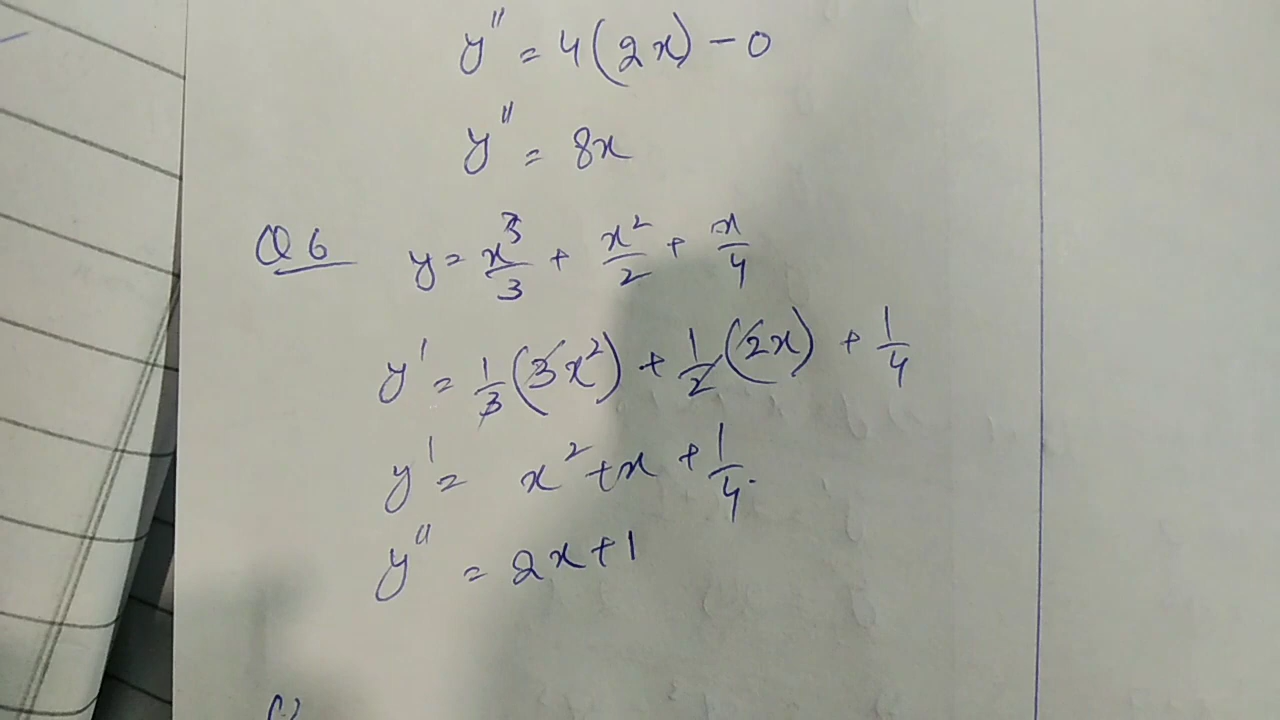 y" = 4(2x) - 0
y" = 8x
Q 6 y = x³/3 + x²/2 + x/4
y' = 1/3 (3x²) + 1/2 (2x) + 1/4
y' = x² + x + 1/4.
y" = 2x + 1